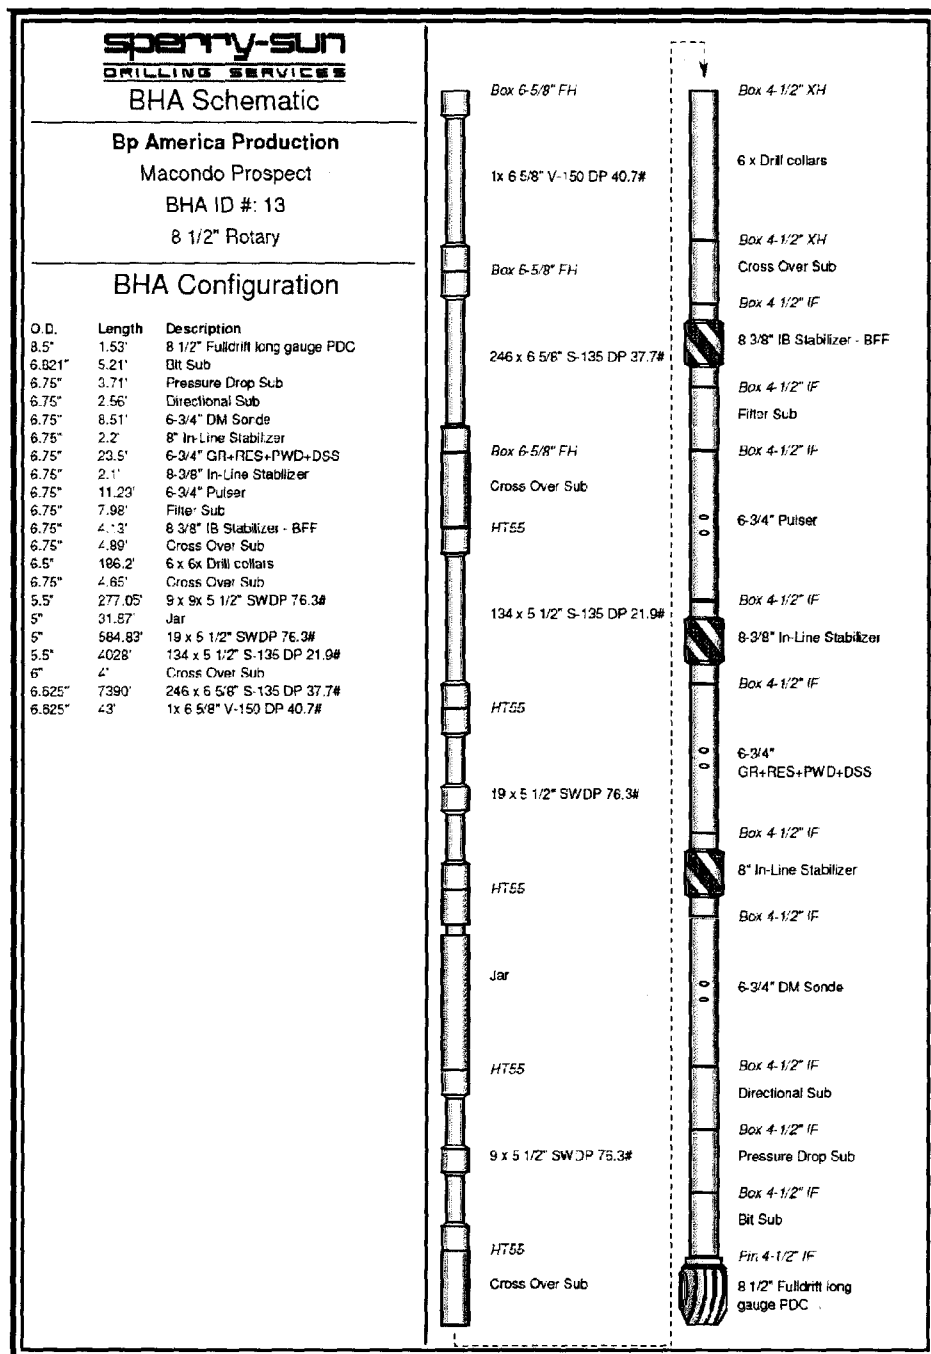 sperry-sun
DRILLING SERVICES
BHA Schematic
Bp America Production
Macondo Prospect
BHA ID #: 13
8 1/2" Rotary
BHA Configuration
O.D. Length Description
8.5" 1.53' 8 1/2" Fulldrift long gauge PDC
6.821" 5.21' Bit Sub
6.75" 3.71' Pressure Drop Sub
6.75" 2.56' Directional Sub
6.75" 8.51' 6-3/4" DM Sonde
6.75" 2.2' 8" In-Line Stabilizer
6.75" 23.5' 6-3/4" GR+RES+PWD+DSS
6.75" 2.1' 8-3/8" In-Line Stabilizer
6.75" 11.23' 6-3/4" Pulser
6.75" 7.98' Filter Sub
6.75" 4.13' 8 3/8" IB Stabilizer - BFF
6.75" 4.89' Cross Over Sub
6.5" 186.2' 6 x 6x Drill collars
6.75" 4.65' Cross Over Sub
5.5" 277.05' 9 x 9x 5 1/2" SWDP 76.3#
5" 31.87' Jar
5" 584.83' 19 x 5 1/2" SWDP 76.3#
5.5" 4028' 134 x 5 1/2" S-135 DP 21.9#
6" 4' Cross Over Sub
6.625" 7390' 246 x 6 5/8" S-135 DP 37.7#
6.625" 43' 1x 6 5/8" V-150 DP 40.7#
Box 6-5/8" FH
1x 6 5/8" V-150 DP 40.7#
Box 6-5/8" FH
246 x 6 5/8" S-135 DP 37.7#
Box 6-5/8" FH
Cross Over Sub
HT55
134 x 5 1/2" S-135 DP 21.9#
HT55
19 x 5 1/2" SWDP 76.3#
HT55
Jar
HT55
9 x 5 1/2" SWDP 76.3#
HT55
Cross Over Sub
Box 4-1/2" XH
6 x Drill collars
Box 4-1/2" XH
Cross Over Sub
Box 4-1/2" IF
8 3/8" IB Stabilizer - BFF
Box 4-1/2" IF
Filter Sub
Box 4-1/2" IF
6-3/4" Pulser
Box 4-1/2" IF
8-3/8" In-Line Stabilizer
Box 4-1/2" IF
6-3/4"
GR+RES+PWD+DSS
Box 4-1/2" IF
8" In-Line Stabilizer
Box 4-1/2" IF
6-3/4" DM Sonde
Box 4-1/2" IF
Directional Sub
Box 4-1/2" IF
Pressure Drop Sub
Box 4-1/2" IF
Bit Sub
Pin 4-1/2" IF
8 1/2" Fulldrift long
gauge PDC